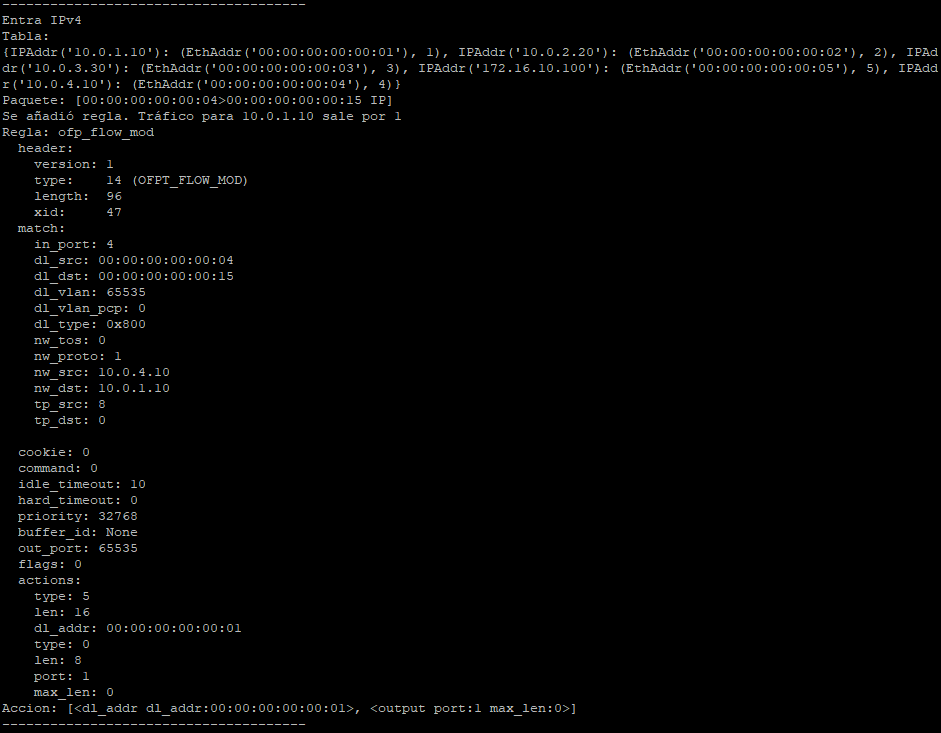 --------------------------------------
Entra IPv4
Tabla:
{IPAddr('10.0.1.10'): (EthAddr('00:00:00:00:00:01'), 1), IPAddr('10.0.2.20'): (EthAddr('00:00:00:00:00:02'), 2), IPAd
dr('10.0.3.30'): (EthAddr('00:00:00:00:00:03'), 3), IPAddr('172.16.10.100'): (EthAddr('00:00:00:00:00:05'), 5), IPAdd
r('10.0.4.10'): (EthAddr('00:00:00:00:00:04'), 4)}
Paquete: [00:00:00:00:00:04>00:00:00:00:00:15 IP]
Se añadió regla. Tráfico para 10.0.1.10 sale por 1
Regla: ofp_flow_mod
  header:
    version: 1
    type:    14 (OFPT_FLOW_MOD)
    length:  96
    xid:     47
  match:
    in_port: 4
    dl_src: 00:00:00:00:00:04
    dl_dst: 00:00:00:00:00:15
    dl_vlan: 65535
    dl_vlan_pcp: 0
    dl_type: 0x800
    nw_tos: 0
    nw_proto: 1
    nw_src: 10.0.4.10
    nw_dst: 10.0.1.10
    tp_src: 8
    tp_dst: 0

  cookie: 0
  command: 0
  idle_timeout: 10
  hard_timeout: 0
  priority: 32768
  buffer_id: None
  out_port: 65535
  flags: 0
  actions:
    type: 5
    len: 16
    dl_addr: 00:00:00:00:00:01
    type: 0
    len: 8
    port: 1
    max_len: 0
Accion: [<dl_addr dl_addr:00:00:00:00:00:01>, <output port:1 max_len:0>]
--------------------------------------